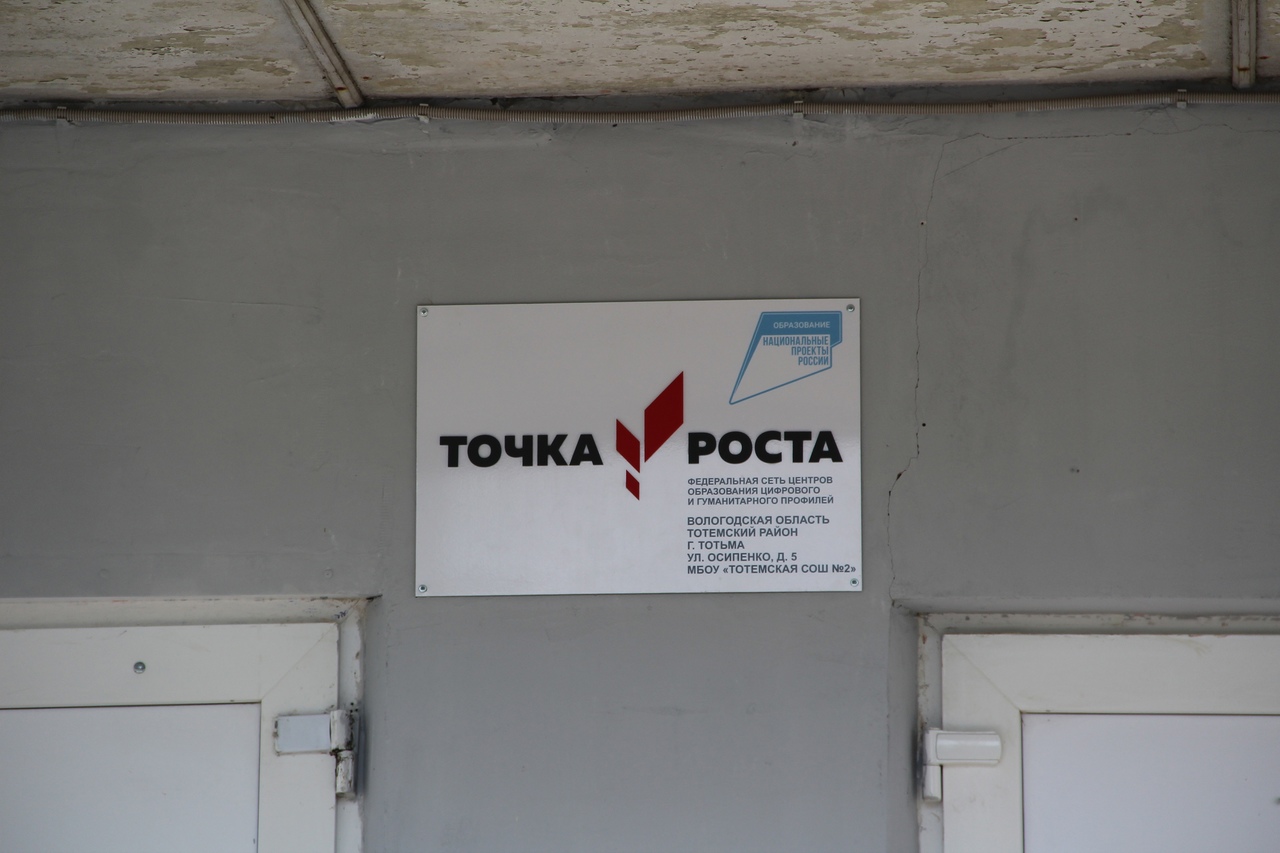 ОБРАЗОВАНИЕ
НАЦИОНАЛЬНЫЕ
ПРОЕКТЫ
РОССИИ
ТОЧКА РОСТА
ФЕДЕРАЛЬНАЯ СЕТЬ ЦЕНТРОВ
ОБРАЗОВАНИЯ ЦИФРОВОГО
И ГУМАНИТАРНОГО ПРОФИЛЕЙ
ВОЛОГОДСКАЯ ОБЛАСТЬ
ТОТЕМСКИЙ РАЙОН
Г. ТОТЬМА
УЛ. ОСИПЕНКО, Д. 5
МБОУ «ТОТЕМСКАЯ СОШ №2»